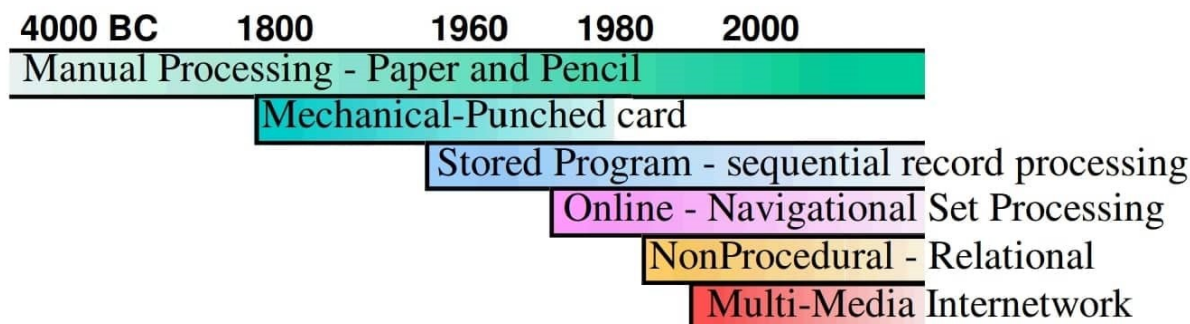 4000 BC 1800 1960 1980 2000
Manual Processing - Paper and Pencil
Mechanical-Punched card
Stored Program - sequential record processing
Online - Navigational Set Processing
NonProcedural - Relational
Multi-Media Internetwork